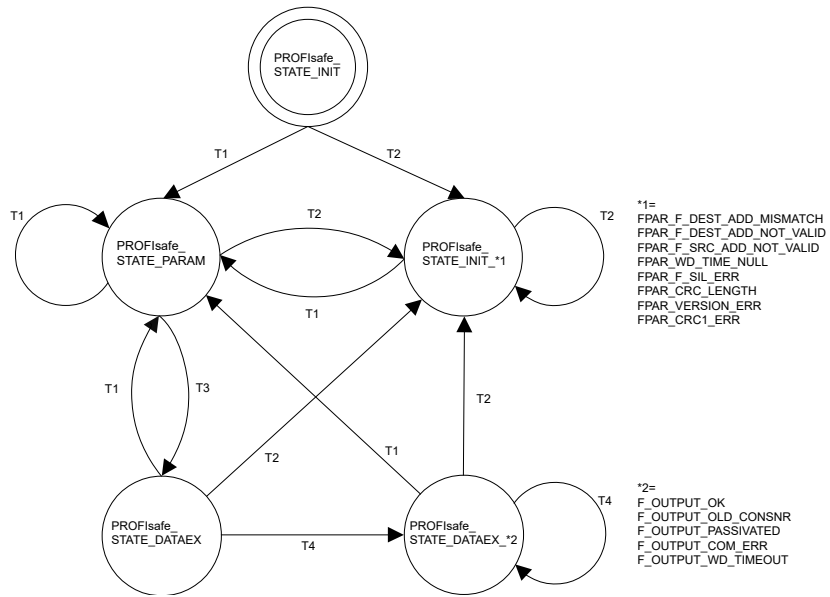 PROFIsafe_
STATE_INIT
T1
T2
T1
PROFIsafe_
STATE_PARAM
T2
PROFIsafe_
STATE_INIT_*1
T2
T1
*1=
FPAR_F_DEST_ADD_MISMATCH
FPAR_F_DEST_ADD_NOT_VALID
FPAR_F_SRC_ADD_NOT_VALID
FPAR_WD_TIME_NULL
FPAR_F_SIL_ERR
FPAR_CRC_LENGTH
FPAR_VERSION_ERR
FPAR_CRC1_ERR
T1
T3
T2
T1
T2
PROFIsafe_
STATE_DATAEX
T4
PROFIsafe_
STATE_DATAEX_*2
T4
*2=
F_OUTPUT_OK
F_OUTPUT_OLD_CONSNR
F_OUTPUT_PASSIVATED
F_OUTPUT_COM_ERR
F_OUTPUT_WD_TIMEOUT